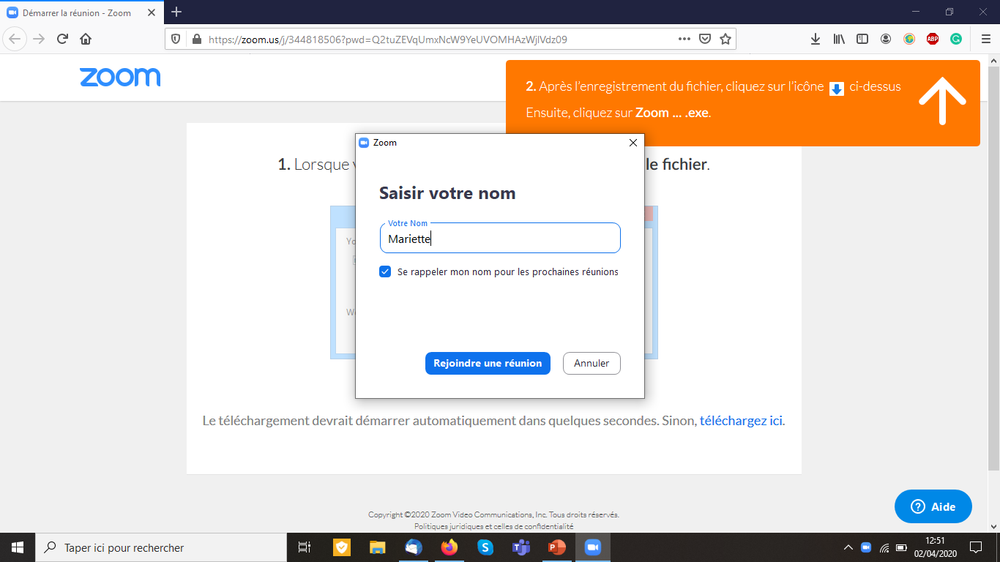 Démarrer la réunion - Zoom
https://zoom.us/j/344818506?pwd=Q2tuZEVqUmxNcW9YeUVOMHAzWjlVdz09
ABP
zoom
2. Après l'enregistrement du fichier, cliquez sur l'icône ci-dessus
Ensuite, cliquez sur Zoom ... .exe.
1. Lorsque
le fichier.
Zoom
Saisir votre nom
Votre Nom
Mariette
Se rappeler mon nom pour les prochaines réunions
Rejoindre une réunion
Annuler
Le téléchargement devrait démarrer automatiquement dans quelques secondes. Sinon, téléchargez ici.
Aide
Copyright ©2020 Zoom Video Communications, Inc. Tous droits réservés.
Politiques juridiques et celles de confidentialité
Taper ici pour rechercher
12:51
02/04/2020